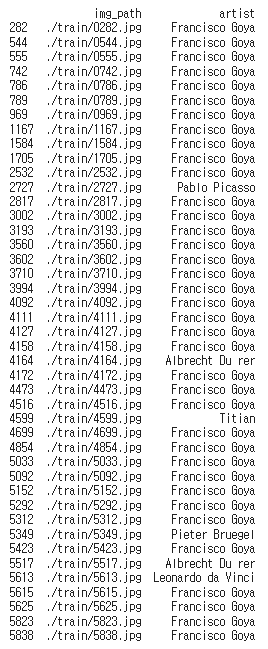 img_path artist
282 ./train/0282.jpg Francisco Goya
544 ./train/0544.jpg Francisco Goya
555 ./train/0555.jpg Francisco Goya
742 ./train/0742.jpg Francisco Goya
786 ./train/0786.jpg Francisco Goya
789 ./train/0789.jpg Francisco Goya
969 ./train/0969.jpg Francisco Goya
1167 ./train/1167.jpg Francisco Goya
1584 ./train/1584.jpg Francisco Goya
1705 ./train/1705.jpg Francisco Goya
2532 ./train/2532.jpg Francisco Goya
2727 ./train/2727.jpg Pablo Picasso
2817 ./train/2817.jpg Francisco Goya
3002 ./train/3002.jpg Francisco Goya
3193 ./train/3193.jpg Francisco Goya
3560 ./train/3560.jpg Francisco Goya
3602 ./train/3602.jpg Francisco Goya
3710 ./train/3710.jpg Francisco Goya
3994 ./train/3994.jpg Francisco Goya
4092 ./train/4092.jpg Francisco Goya
4111 ./train/4111.jpg Francisco Goya
4127 ./train/4127.jpg Francisco Goya
4158 ./train/4158.jpg Francisco Goya
4164 ./train/4164.jpg Albrecht Du rer
4172 ./train/4172.jpg Francisco Goya
4473 ./train/4473.jpg Francisco Goya
4516 ./train/4516.jpg Francisco Goya
4599 ./train/4599.jpg Titian
4699 ./train/4699.jpg Francisco Goya
4854 ./train/4854.jpg Francisco Goya
5033 ./train/5033.jpg Francisco Goya
5092 ./train/5092.jpg Francisco Goya
5152 ./train/5152.jpg Francisco Goya
5292 ./train/5292.jpg Francisco Goya
5312 ./train/5312.jpg Francisco Goya
5349 ./train/5349.jpg Pieter Bruegel
5423 ./train/5423.jpg Francisco Goya
5517 ./train/5517.jpg Albrecht Du rer
5613 ./train/5613.jpg Leonardo da Vinci
5615 ./train/5615.jpg Francisco Goya
5625 ./train/5625.jpg Francisco Goya
5823 ./train/5823.jpg Francisco Goya
5838 ./train/5838.jpg Francisco Goya